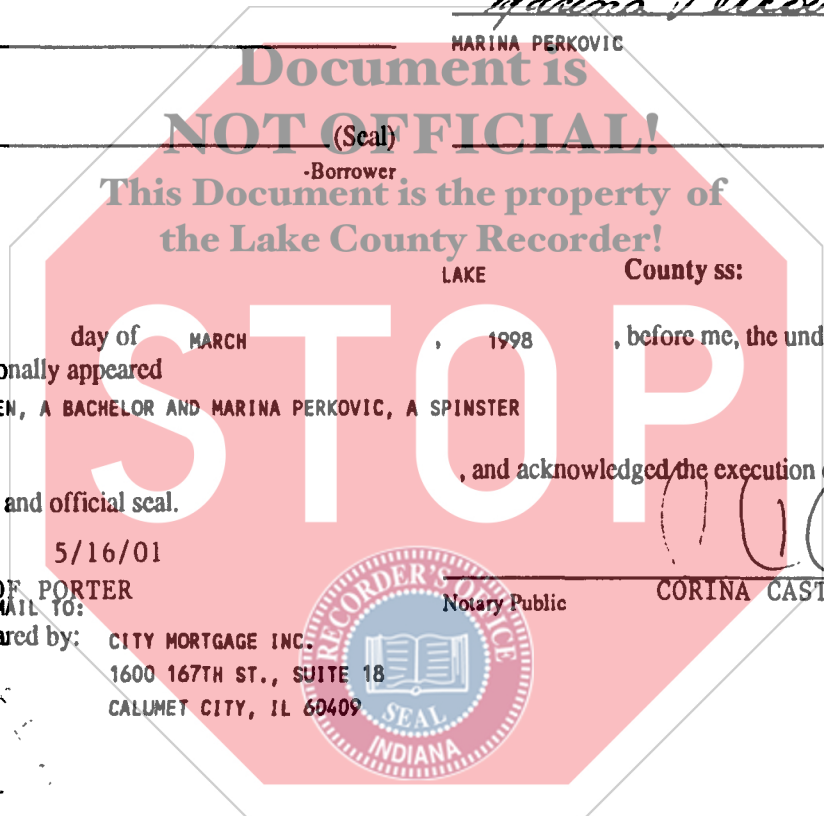 MARINA PERKOVIC
Document is
NOT OFFICIAL!
(Seal)
-Borrower
This Document is the property of
the Lake County Recorder!
LAKE County ss:
day of MARCH , 1998 , before me, the und
onally appeared
EN, A BACHELOR AND MARINA PERKOVIC, A SPINSTER
STOP
, and acknowledged the execution
and official seal.
5/16/01
OF PORTER
Notary Public CORINA CAST
MAIL TO:
ared by: CITY MORTGAGE INC.
1600 167TH ST., SUITE 18
CALUMET CITY, IL 60409
RECORDER'S OFFICE
SEAL
INDIANA